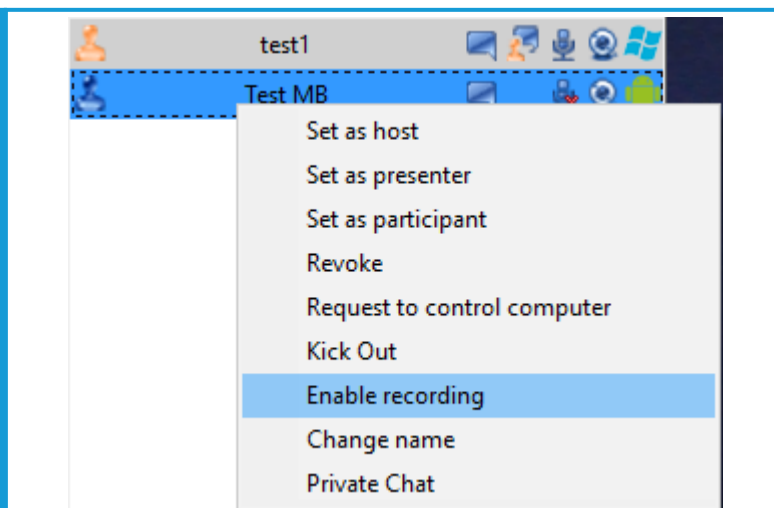 test1
Test MB
Set as host
Set as presenter
Set as participant
Revoke
Request to control computer
Kick Out
Enable recording
Change name
Private Chat